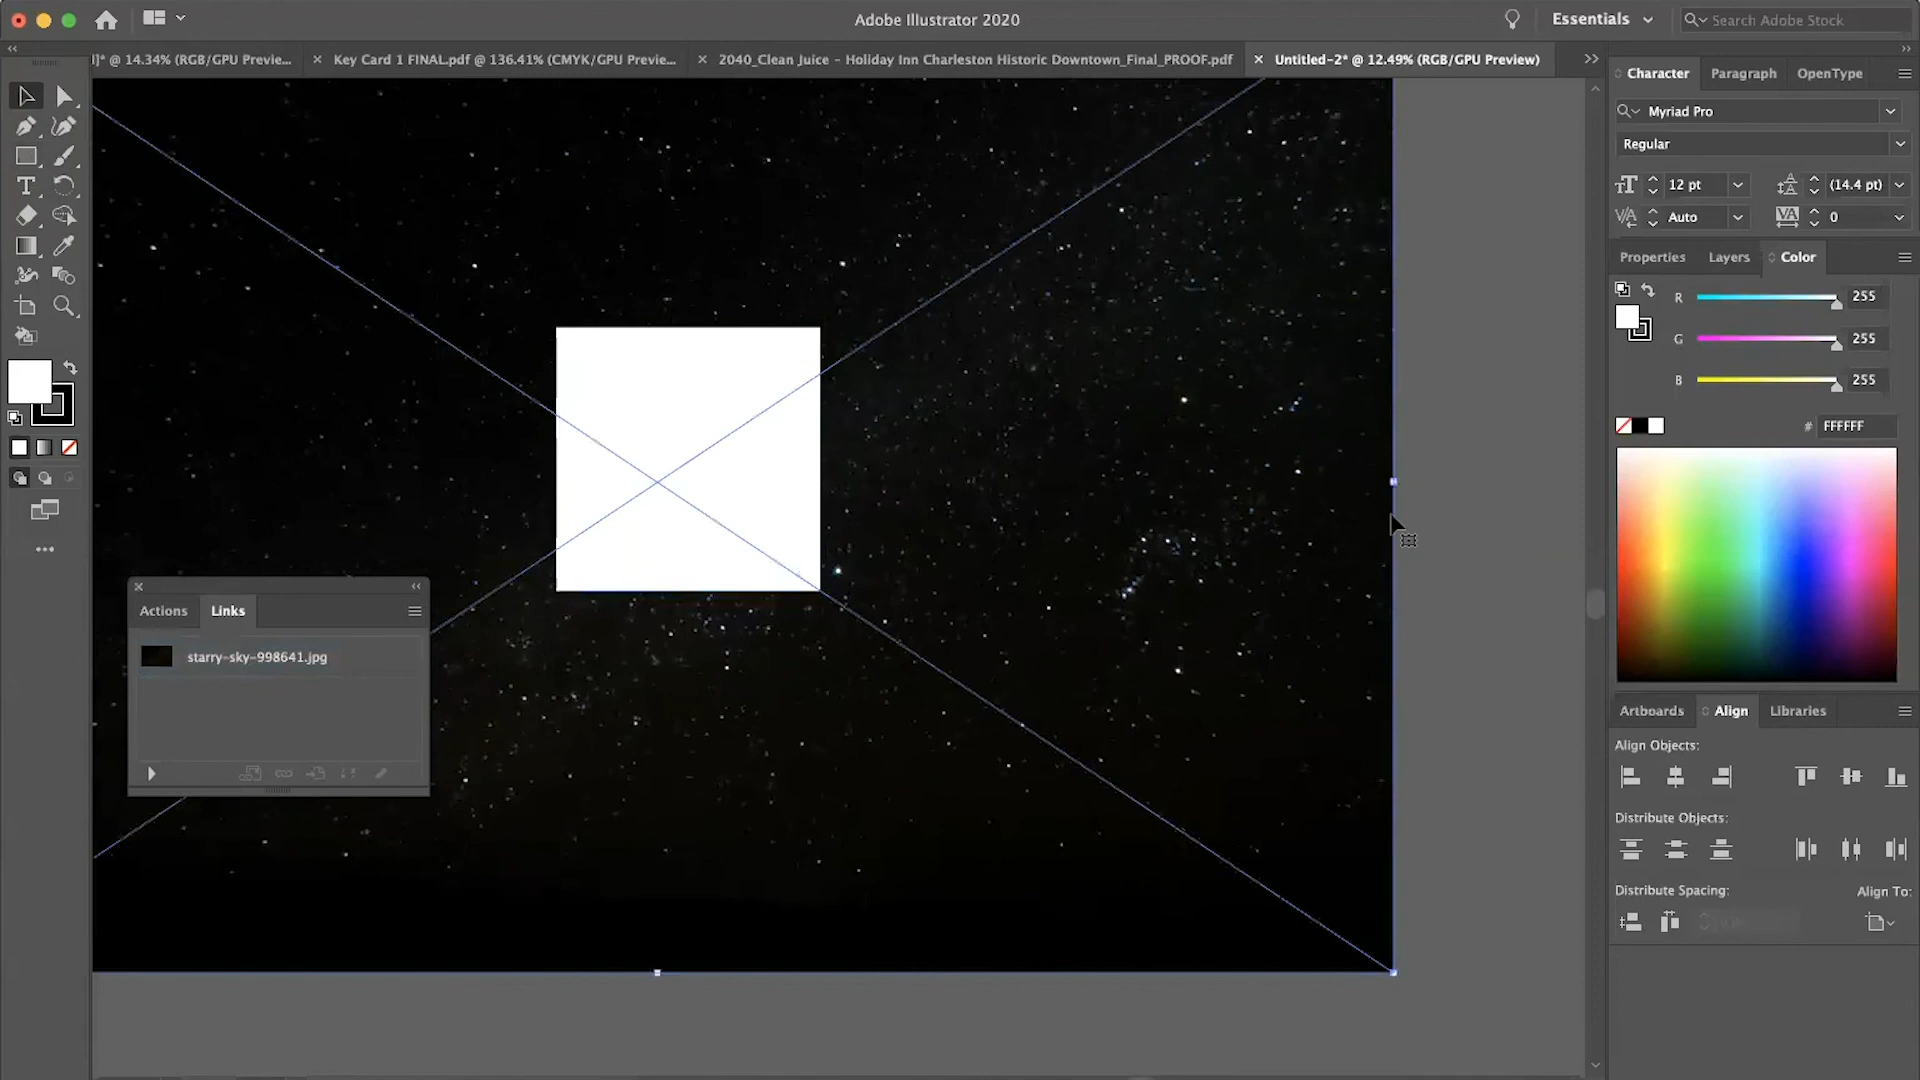 Adobe Illustrator 2020
Essentials
Search Adobe Stock
]* @ 14.34% (RGB/GPU Previe...
Key Card 1 FINAL.pdf @ 136.41% (CMYK/GPU Previe...
2040_Clean Juice - Holiday Inn Charleston Historic Downtown_Final_PROOF.pdf
Untitled-2* @ 12.49% (RGB/GPU Preview)
Character
Paragraph
OpenType
Myriad Pro
Regular
12 pt
(14.4 pt)
Auto
0
Properties
Layers
Color
R
255
G
255
B
255
# FFFFFF
Actions
Links
starry-sky-998641.jpg
Artboards
Align
Libraries
Align Objects:
Distribute Objects:
Distribute Spacing:
Align To: